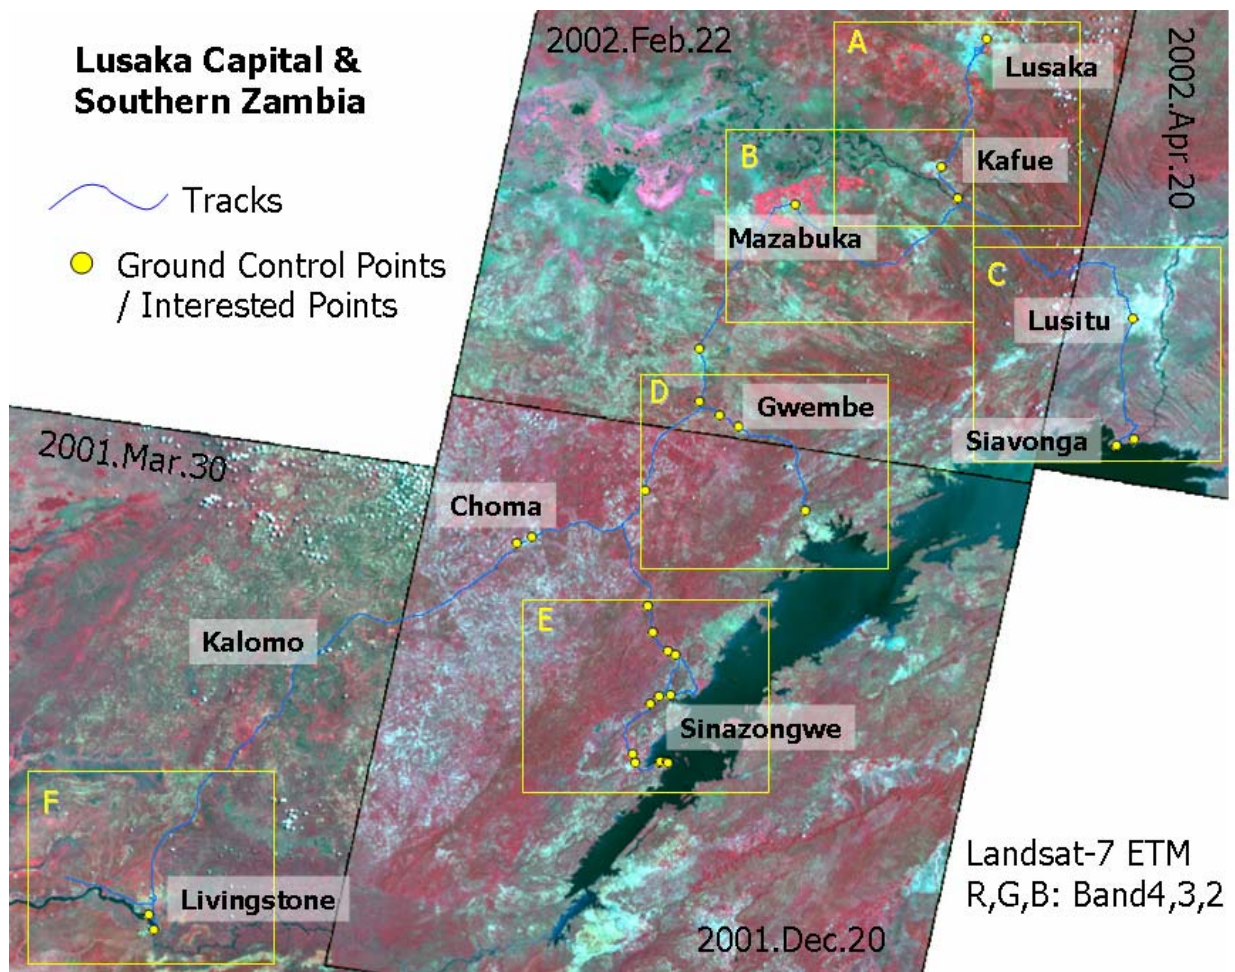 Lusaka Capital &
Southern Zambia
Tracks
Ground Control Points
/ Interested Points
2002.Feb.22
2002.Apr.20
A
Lusaka
B
Kafue
Mazabuka
C
Lusitu
D
Gwembe
Siavonga
2001.Mar.30
Choma
E
Kalomo
Sinazongwe
F
Livingstone
Landsat-7 ETM
R,G,B: Band4,3,2
2001.Dec.20